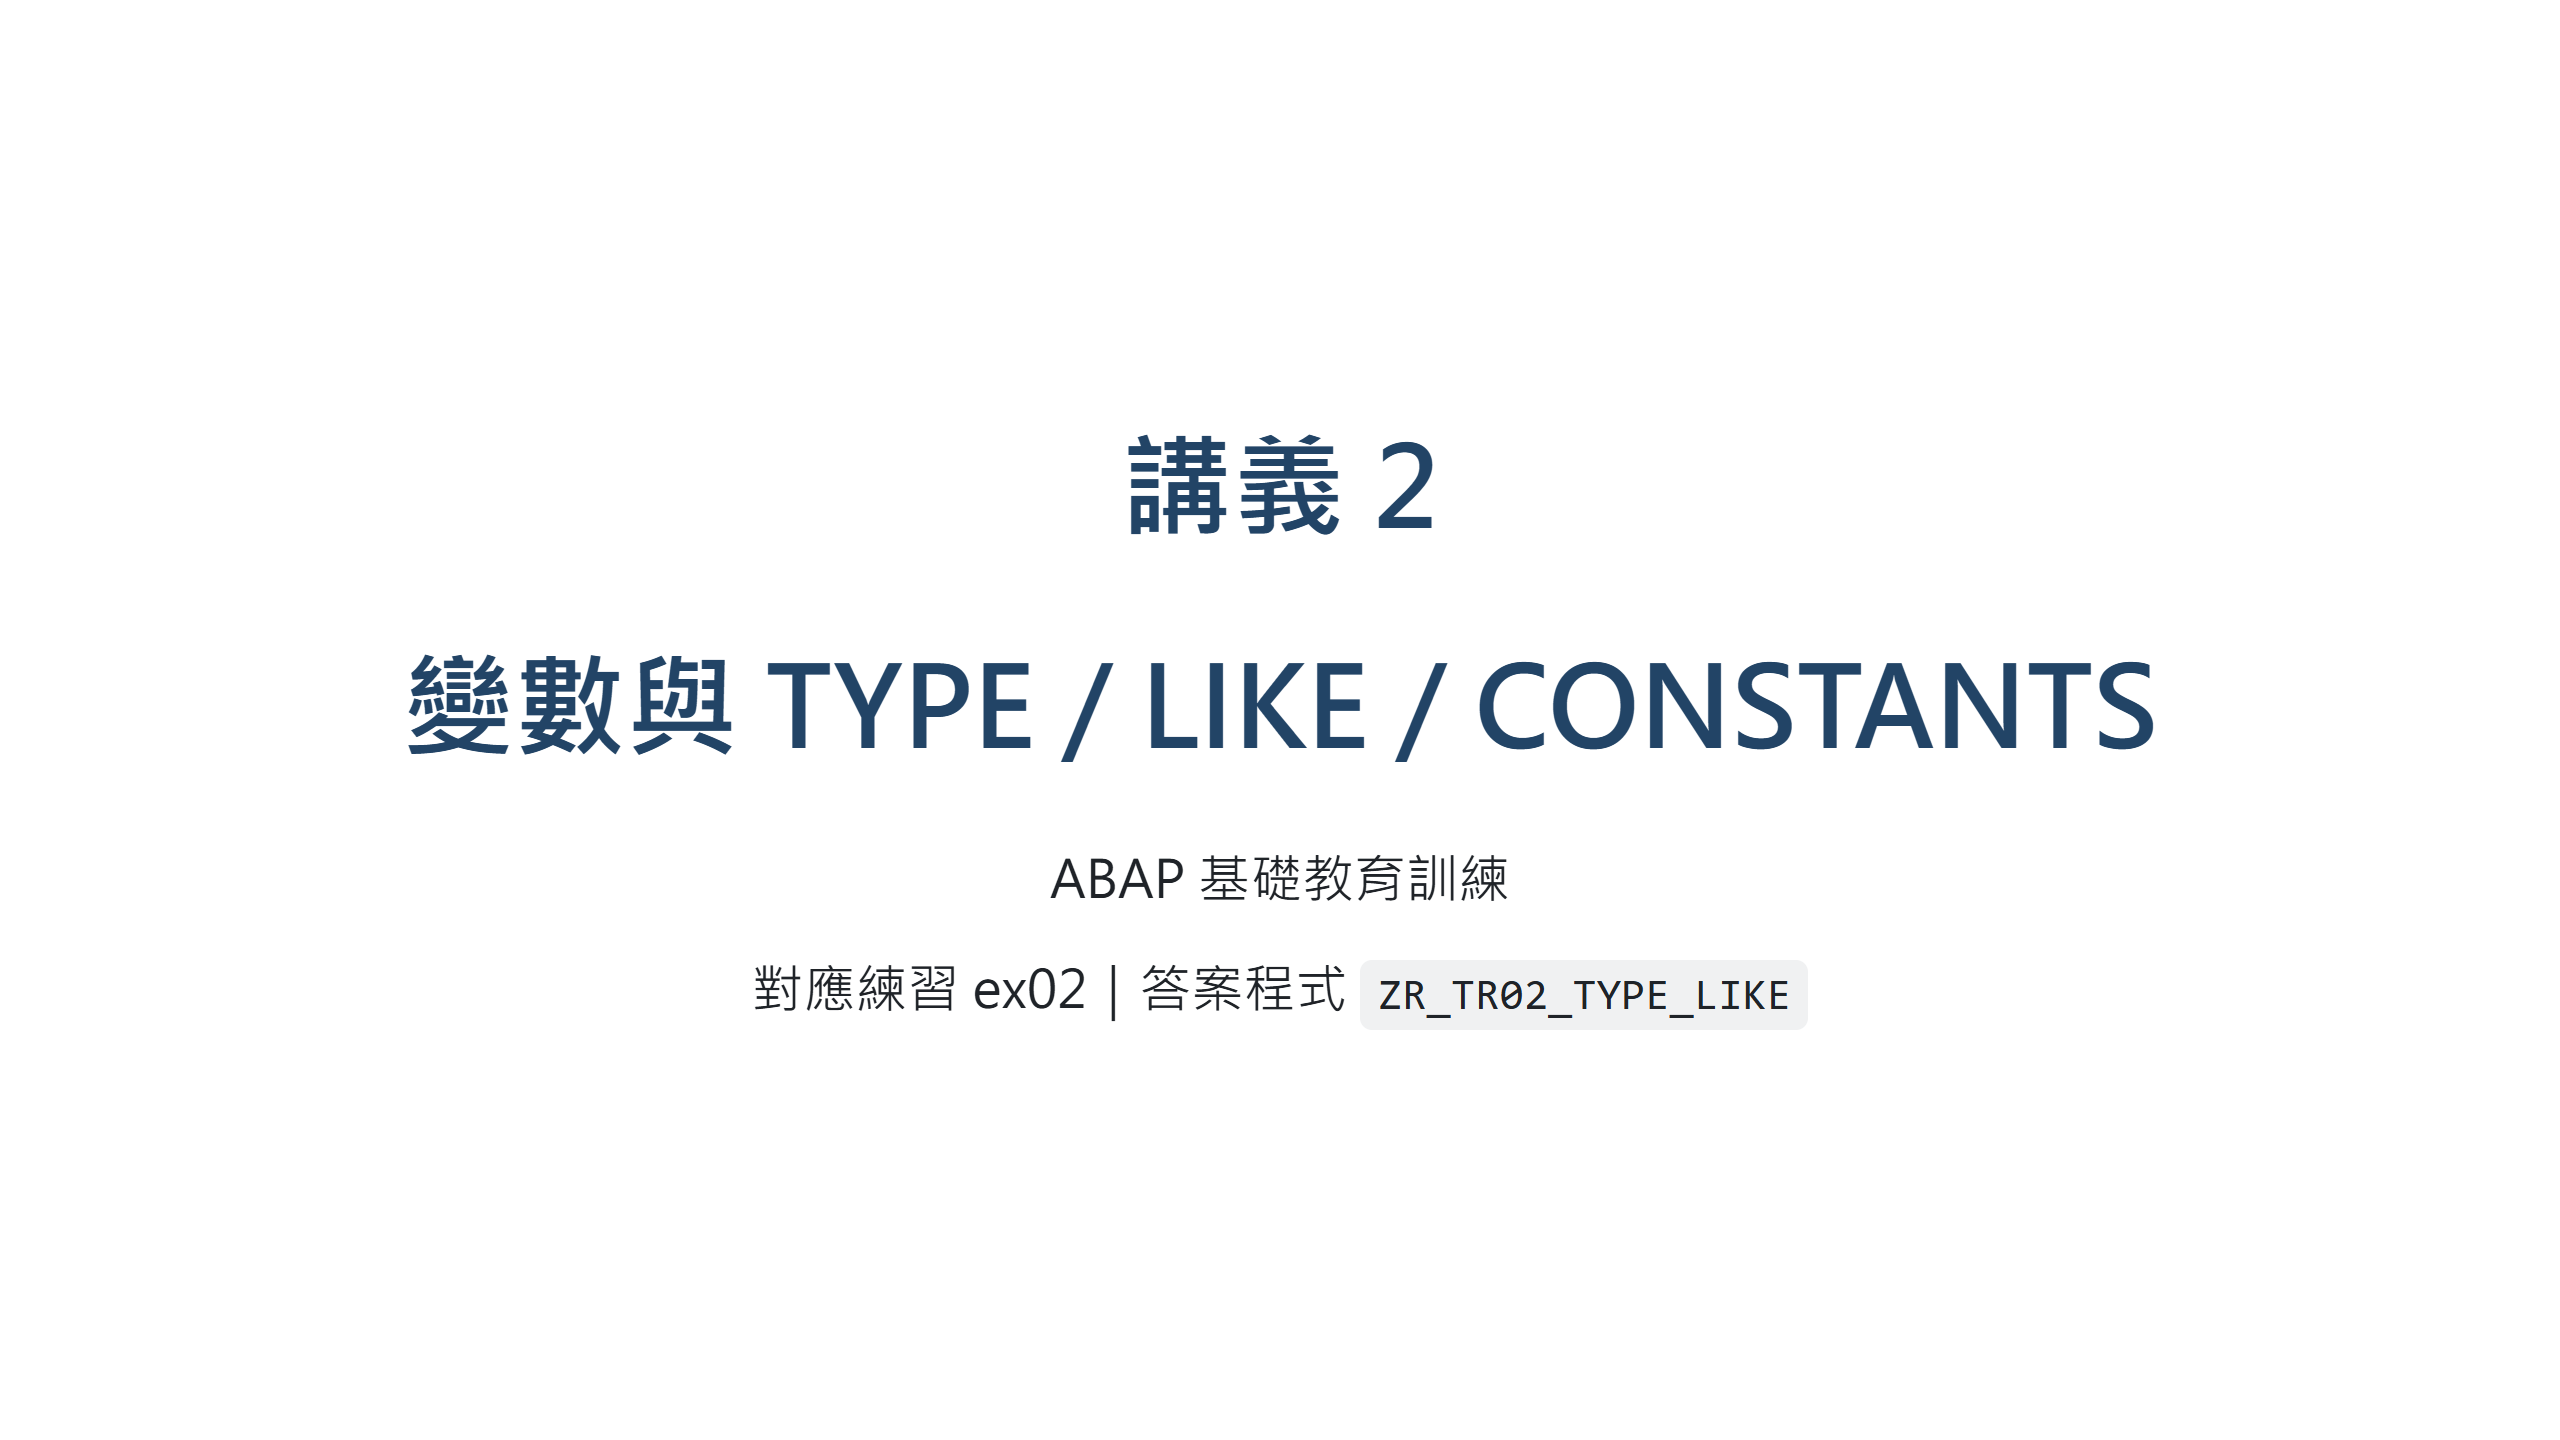 講義 2
變數與 TYPE / LIKE / CONSTANTS
ABAP 基礎教育訓練
對應練習 ex02｜答案程式 ZR_TR02_TYPE_LIKE